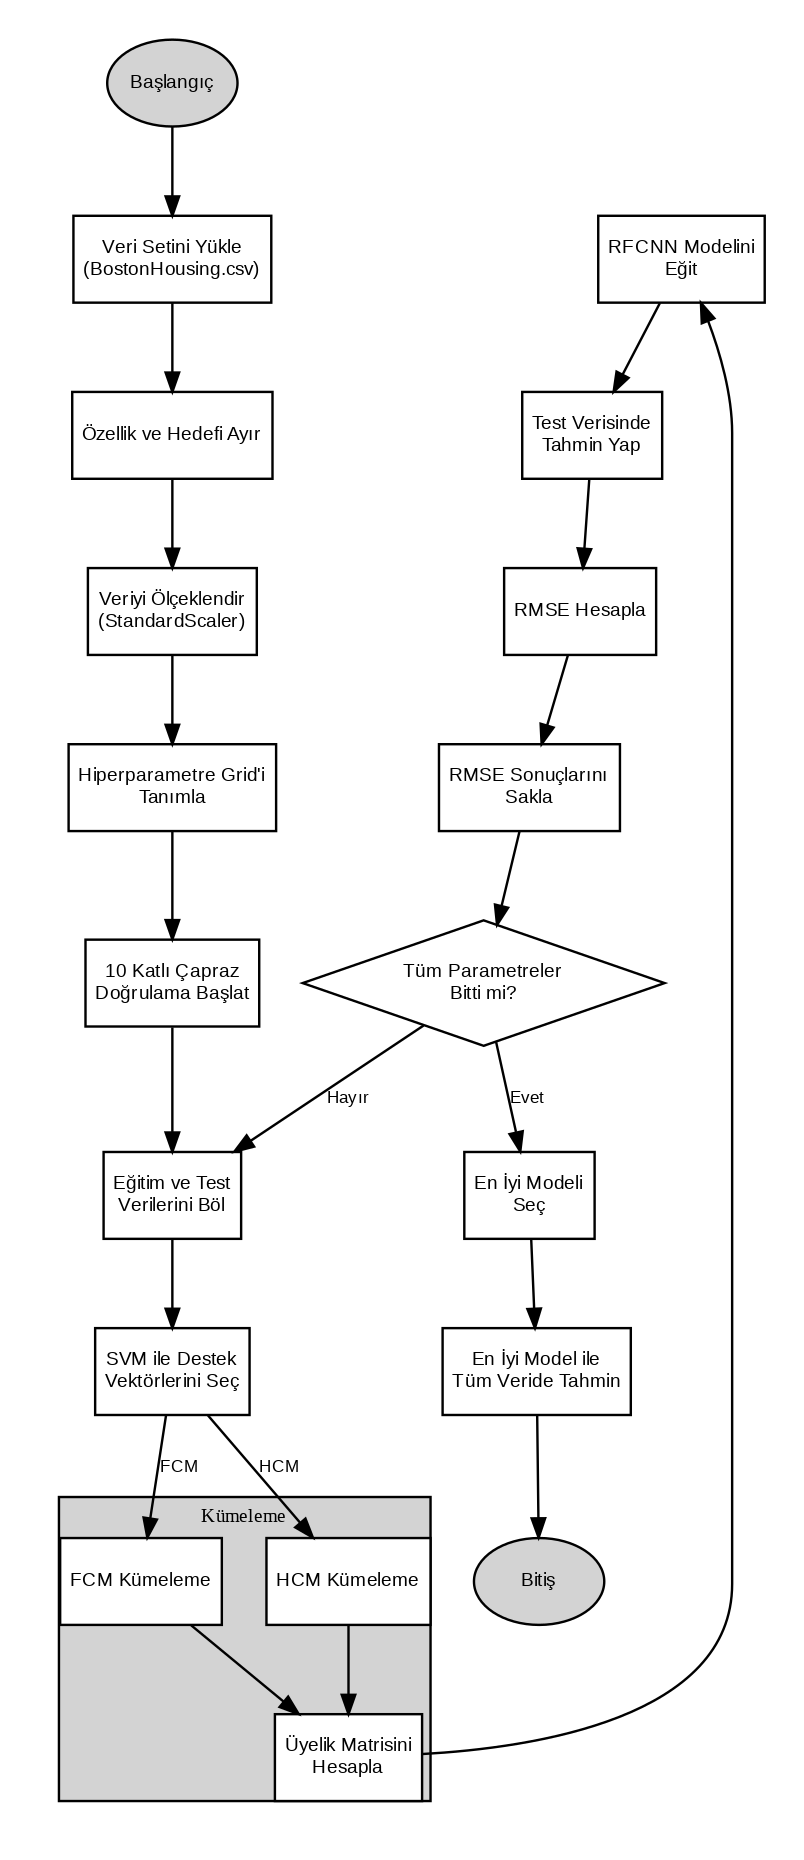 Başlangıç
Veri Setini Yükle
(BostonHousing.csv)
Özellik ve Hedefi Ayır
Veriyi Ölçeklendir
(StandardScaler)
Hiperparametre Grid'i
Tanımla
10 Katlı Çapraz
Doğrulama Başlat
Eğitim ve Test
Verilerini Böl
SVM ile Destek
Vektörlerini Seç
FCM
HCM
Kümeleme
FCM Kümeleme
HCM Kümeleme
Üyelik Matrisini
Hesapla
RFCNN Modelini
Eğit
Test Verisinde
Tahmin Yap
RMSE Hesapla
RMSE Sonuçlarını
Sakla
Tüm Parametreler
Bitti mi?
Hayır
Evet
En İyi Modeli
Seç
En İyi Model ile
Tüm Veride Tahmin
Bitiş